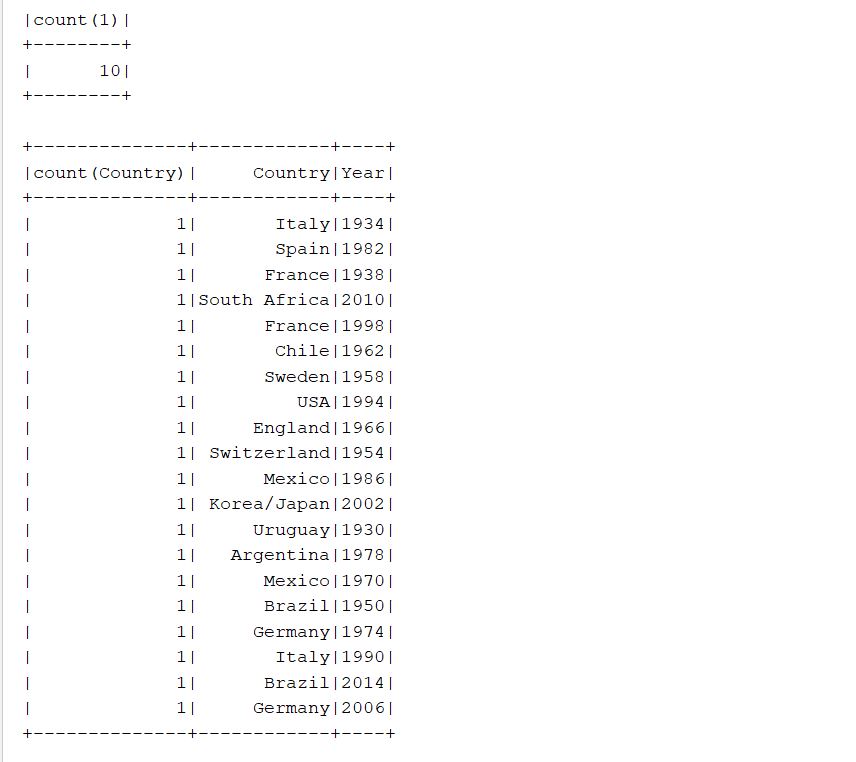 |count(1)|
+--------+
|      10|
+--------+

+--------------+------------+----+
|count(Country)|     Country|Year|
+--------------+------------+----+
|             1|       Italy|1934|
|             1|       Spain|1982|
|             1|      France|1938|
|             1|South Africa|2010|
|             1|      France|1998|
|             1|       Chile|1962|
|             1|      Sweden|1958|
|             1|         USA|1994|
|             1|     England|1966|
|             1| Switzerland|1954|
|             1|      Mexico|1986|
|             1| Korea/Japan|2002|
|             1|     Uruguay|1930|
|             1|   Argentina|1978|
|             1|      Mexico|1970|
|             1|      Brazil|1950|
|             1|     Germany|1974|
|             1|       Italy|1990|
|             1|      Brazil|2014|
|             1|     Germany|2006|
+--------------+------------+----+